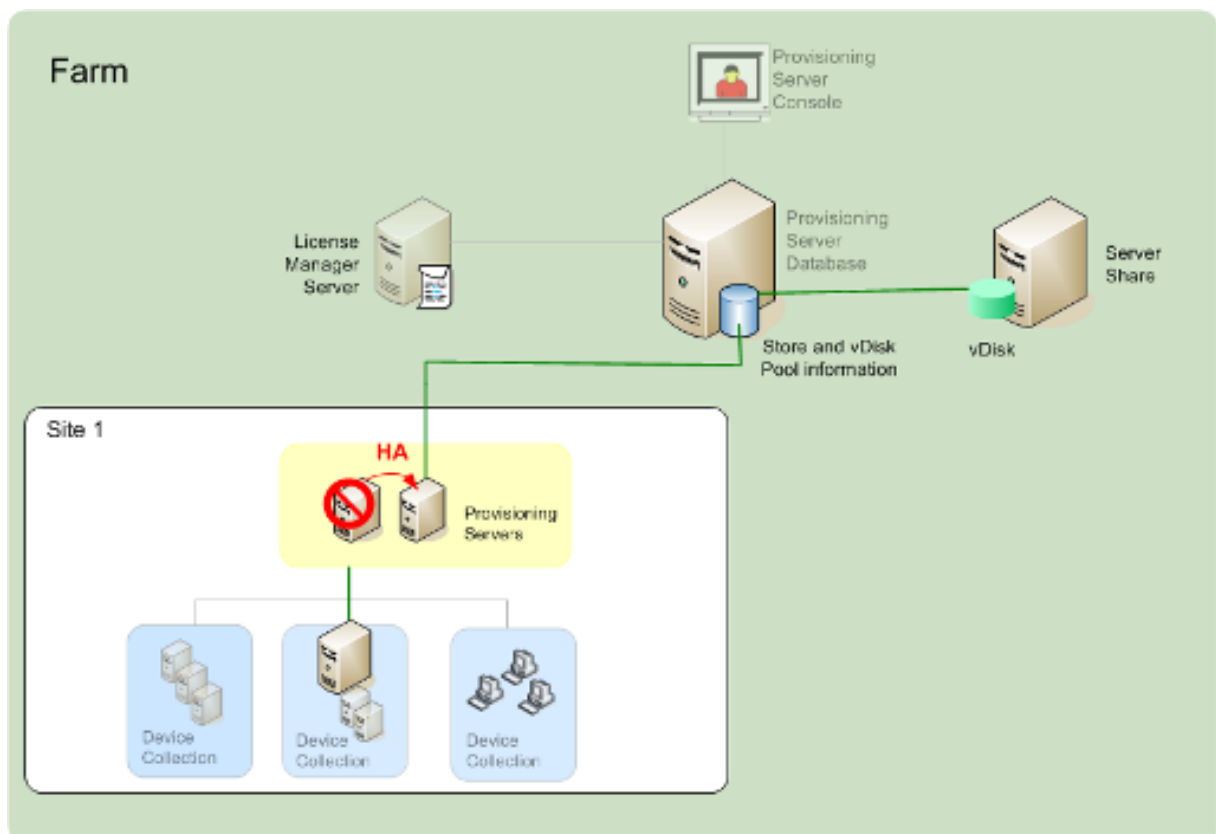 Farm
Provisioning
Server
Console
License
Manager
Server
Provisioning
Server
Database
Server
Share
Store and vDisk
Pool information
vDisk
Site 1
HA
Provisioning
Servers
Device
Collection
Device
Collection
Device
Collection